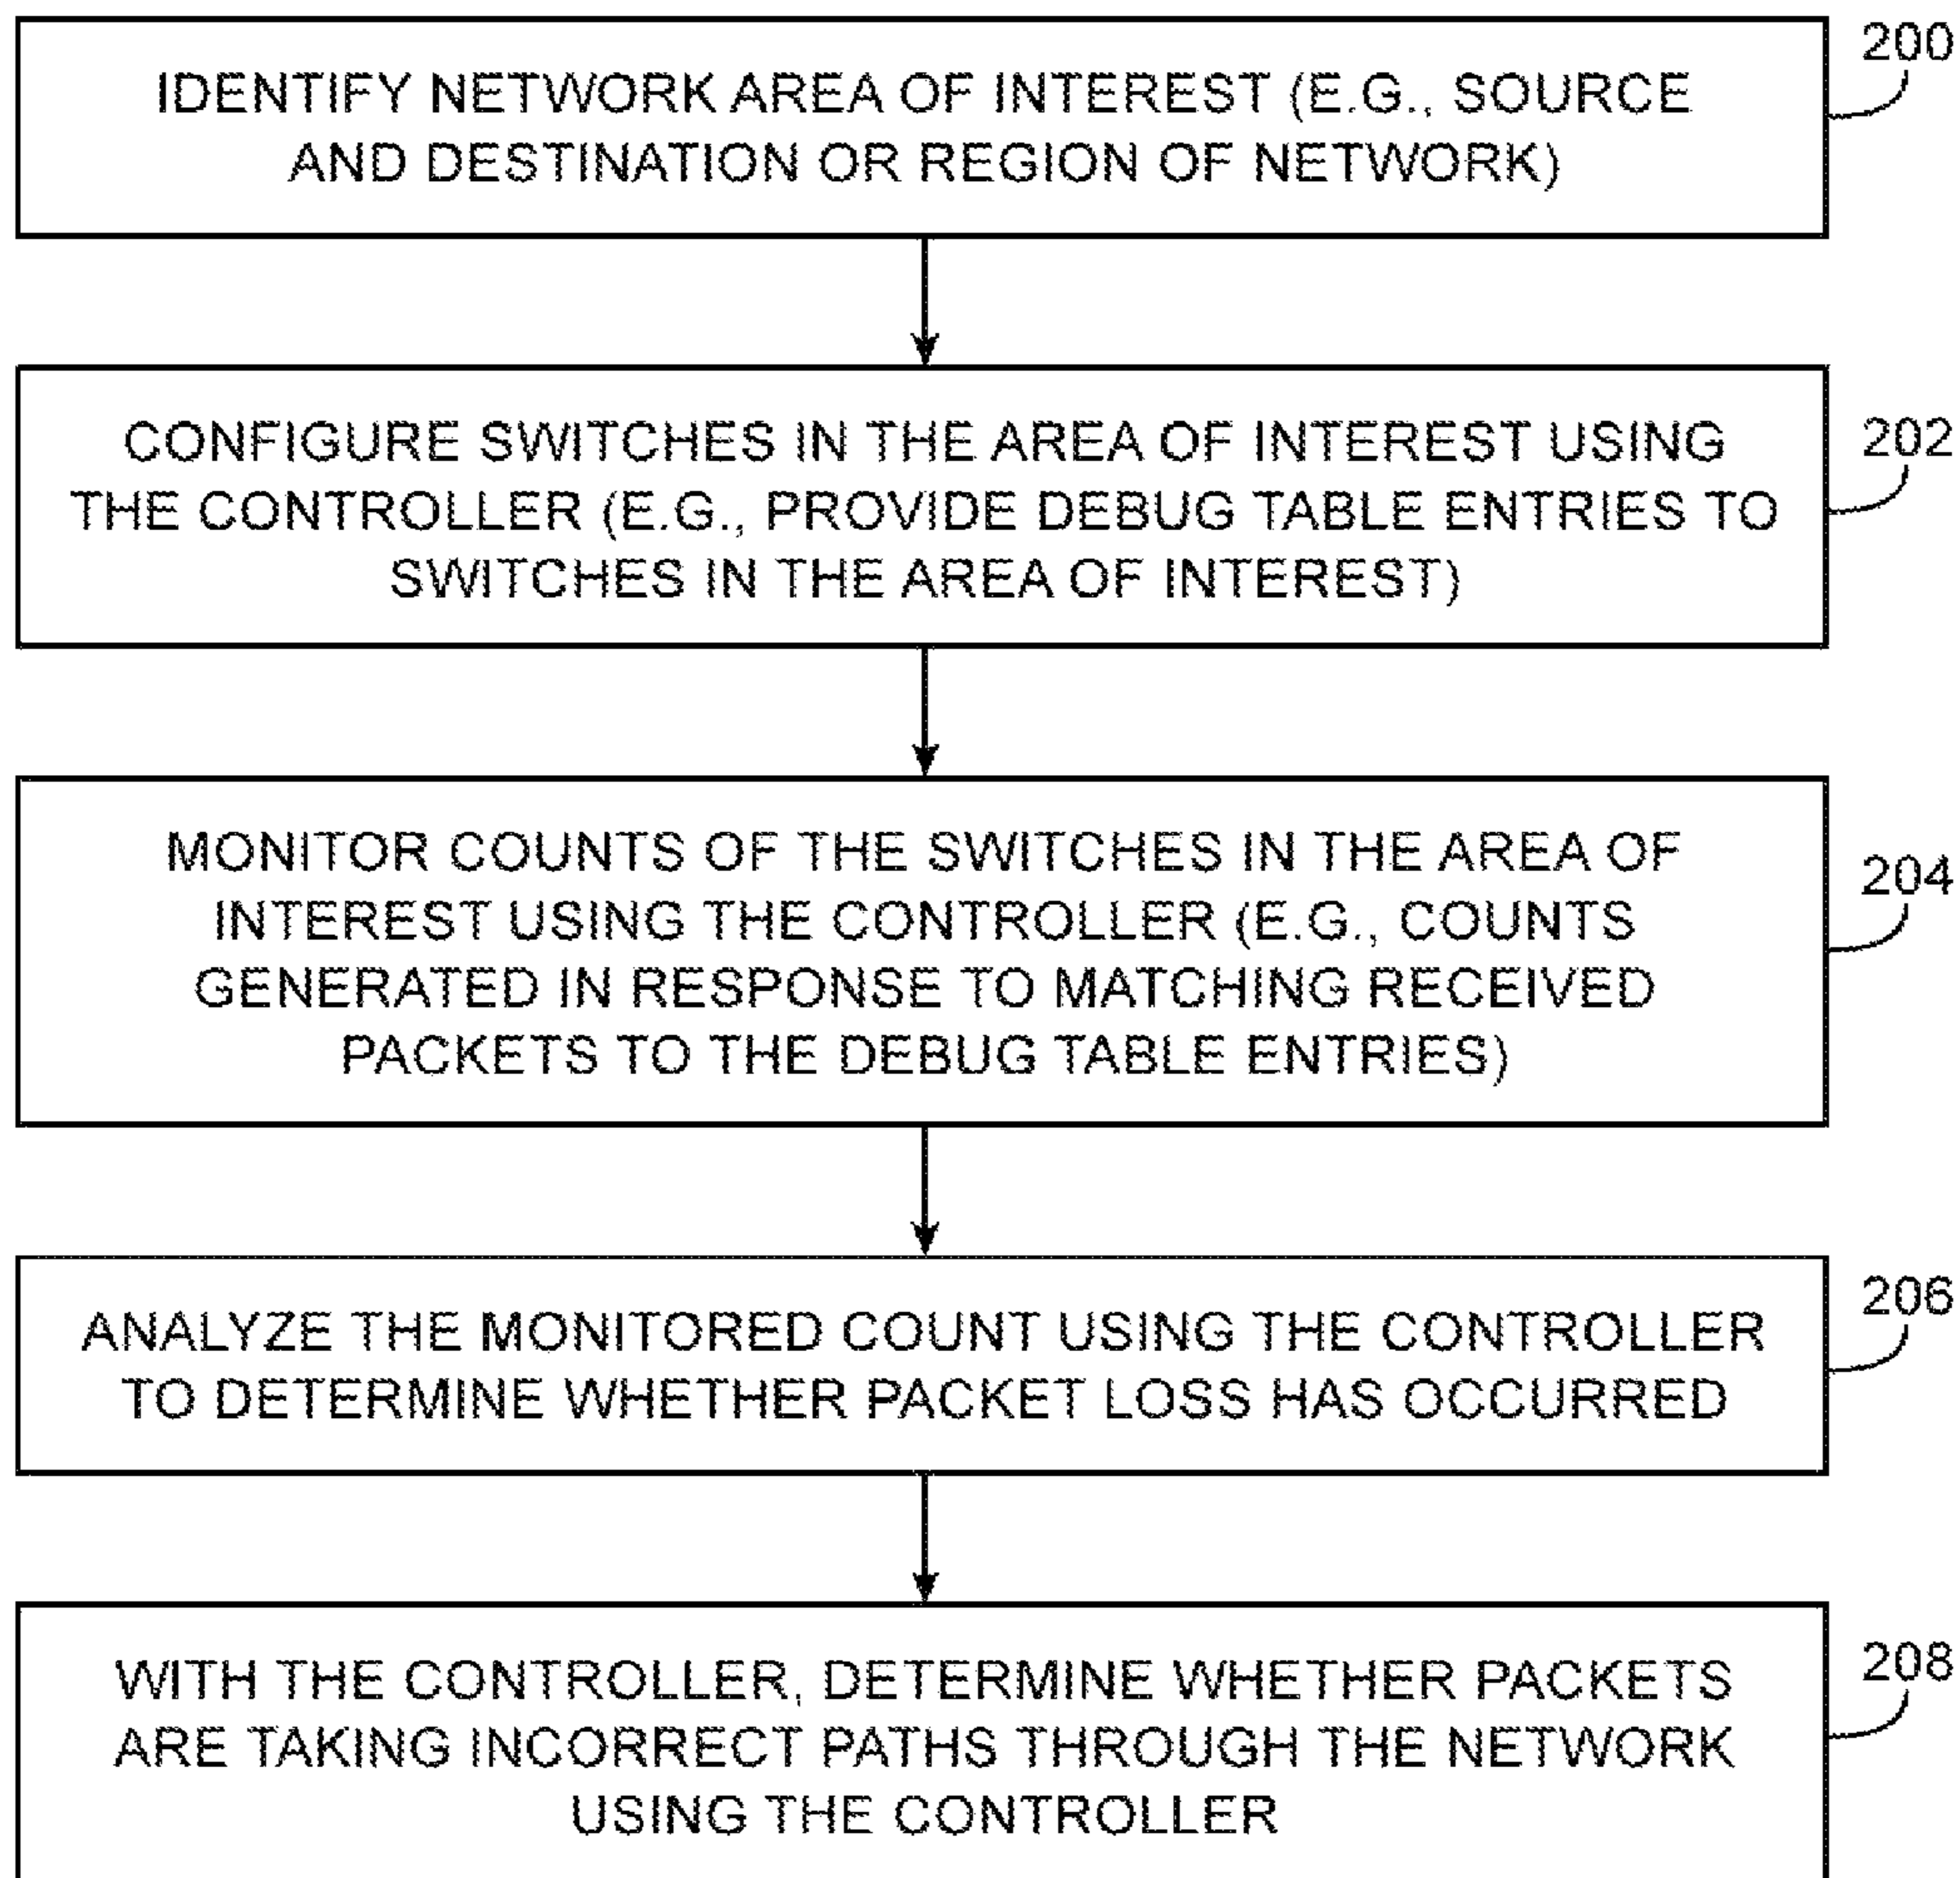 200
IDENTIFY NETWORK AREA OF INTEREST (E.G., SOURCE
AND DESTINATION OR REGION OF NETWORK)
202
CONFIGURE SWITCHES IN THE AREA OF INTEREST USING
THE CONTROLLER (E.G., PROVIDE DEBUG TABLE ENTRIES TO
SWITCHES IN THE AREA OF INTEREST)
204
MONITOR COUNTS OF THE SWITCHES IN THE AREA OF
INTEREST USING THE CONTROLLER (E.G., COUNTS
GENERATED IN RESPONSE TO MATCHING RECEIVED
PACKETS TO THE DEBUG TABLE ENTRIES)
206
ANALYZE THE MONITORED COUNT USING THE CONTROLLER
TO DETERMINE WHETHER PACKET LOSS HAS OCCURRED
208
WITH THE CONTROLLER, DETERMINE WHETHER PACKETS
ARE TAKING INCORRECT PATHS THROUGH THE NETWORK
USING THE CONTROLLER